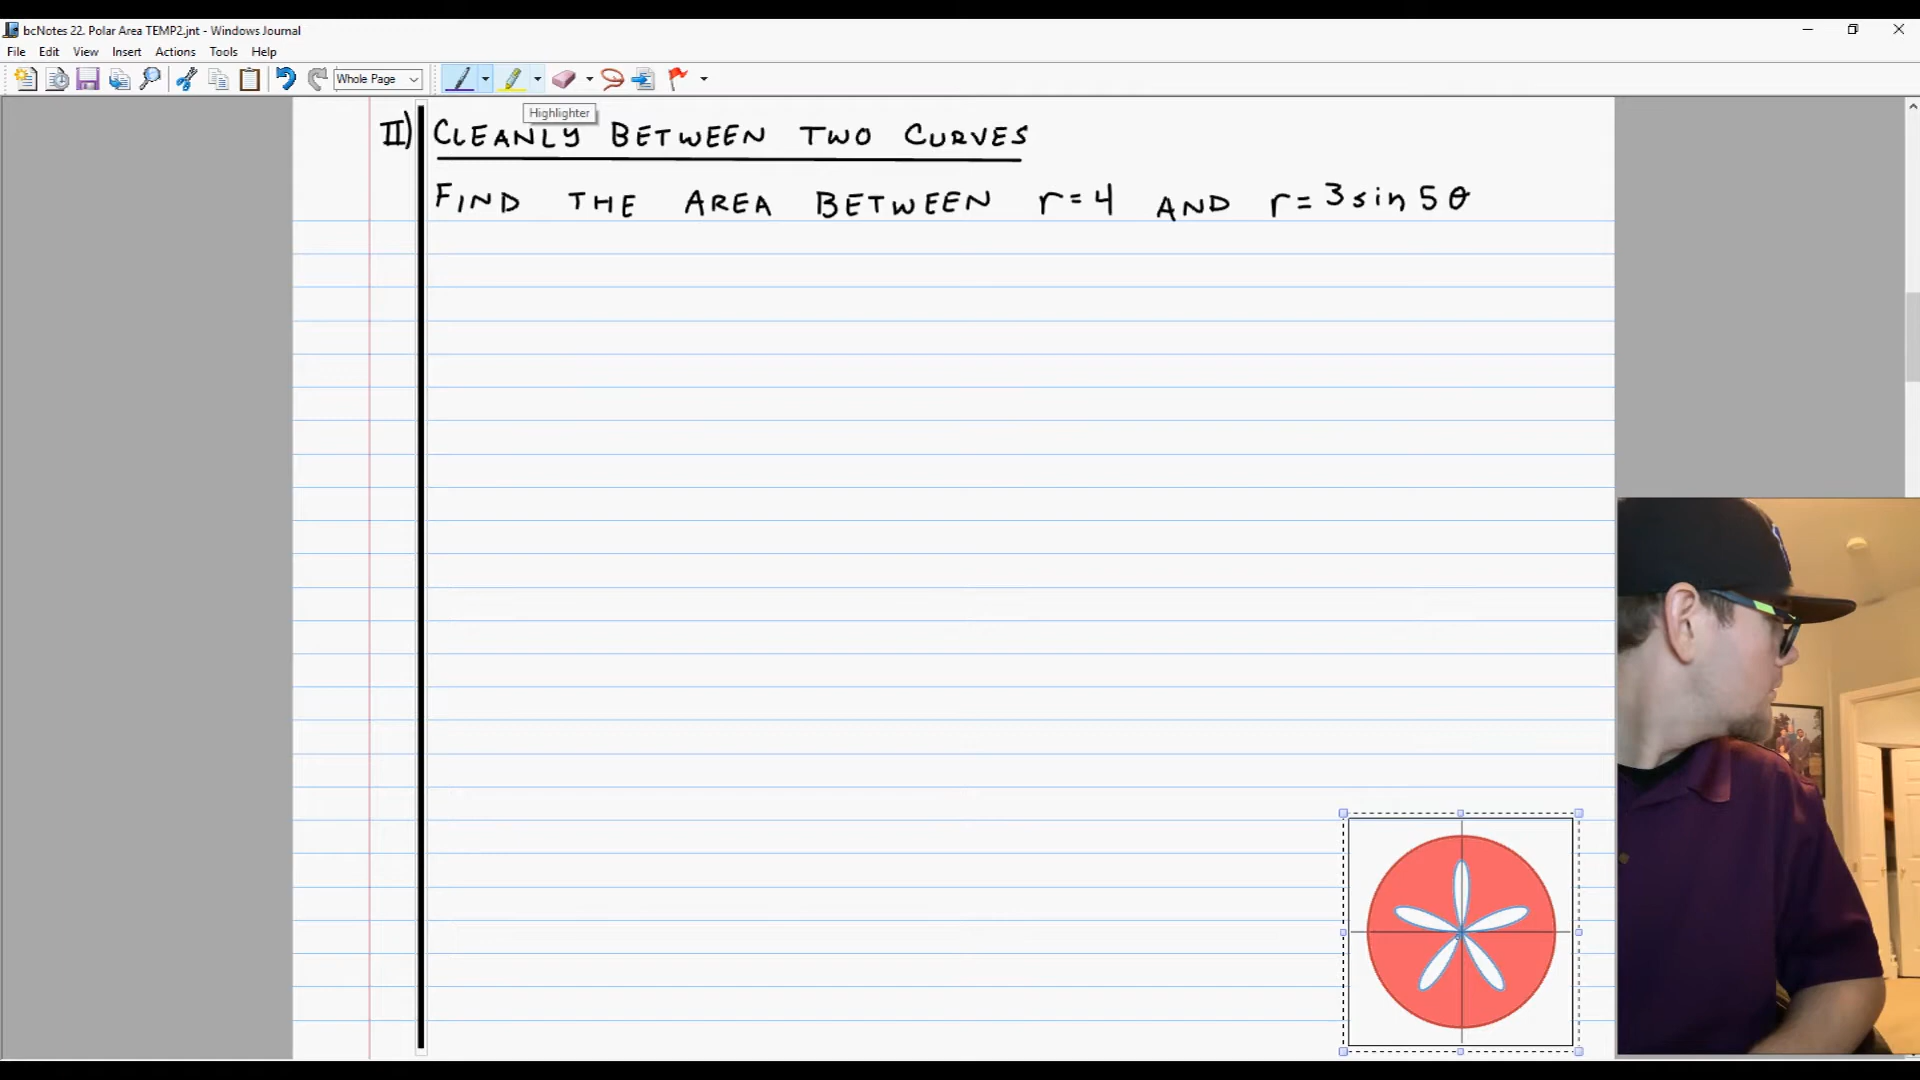 bcNotes 22. Polar Area TEMP2.jnt - Windows Journal
File Edit View Insert Actions Tools Help
Whole Page
Highlighter
II) CLEANLY BETWEEN TWO CURVES
FIND THE AREA BETWEEN r=4 AND r=3sin5θ